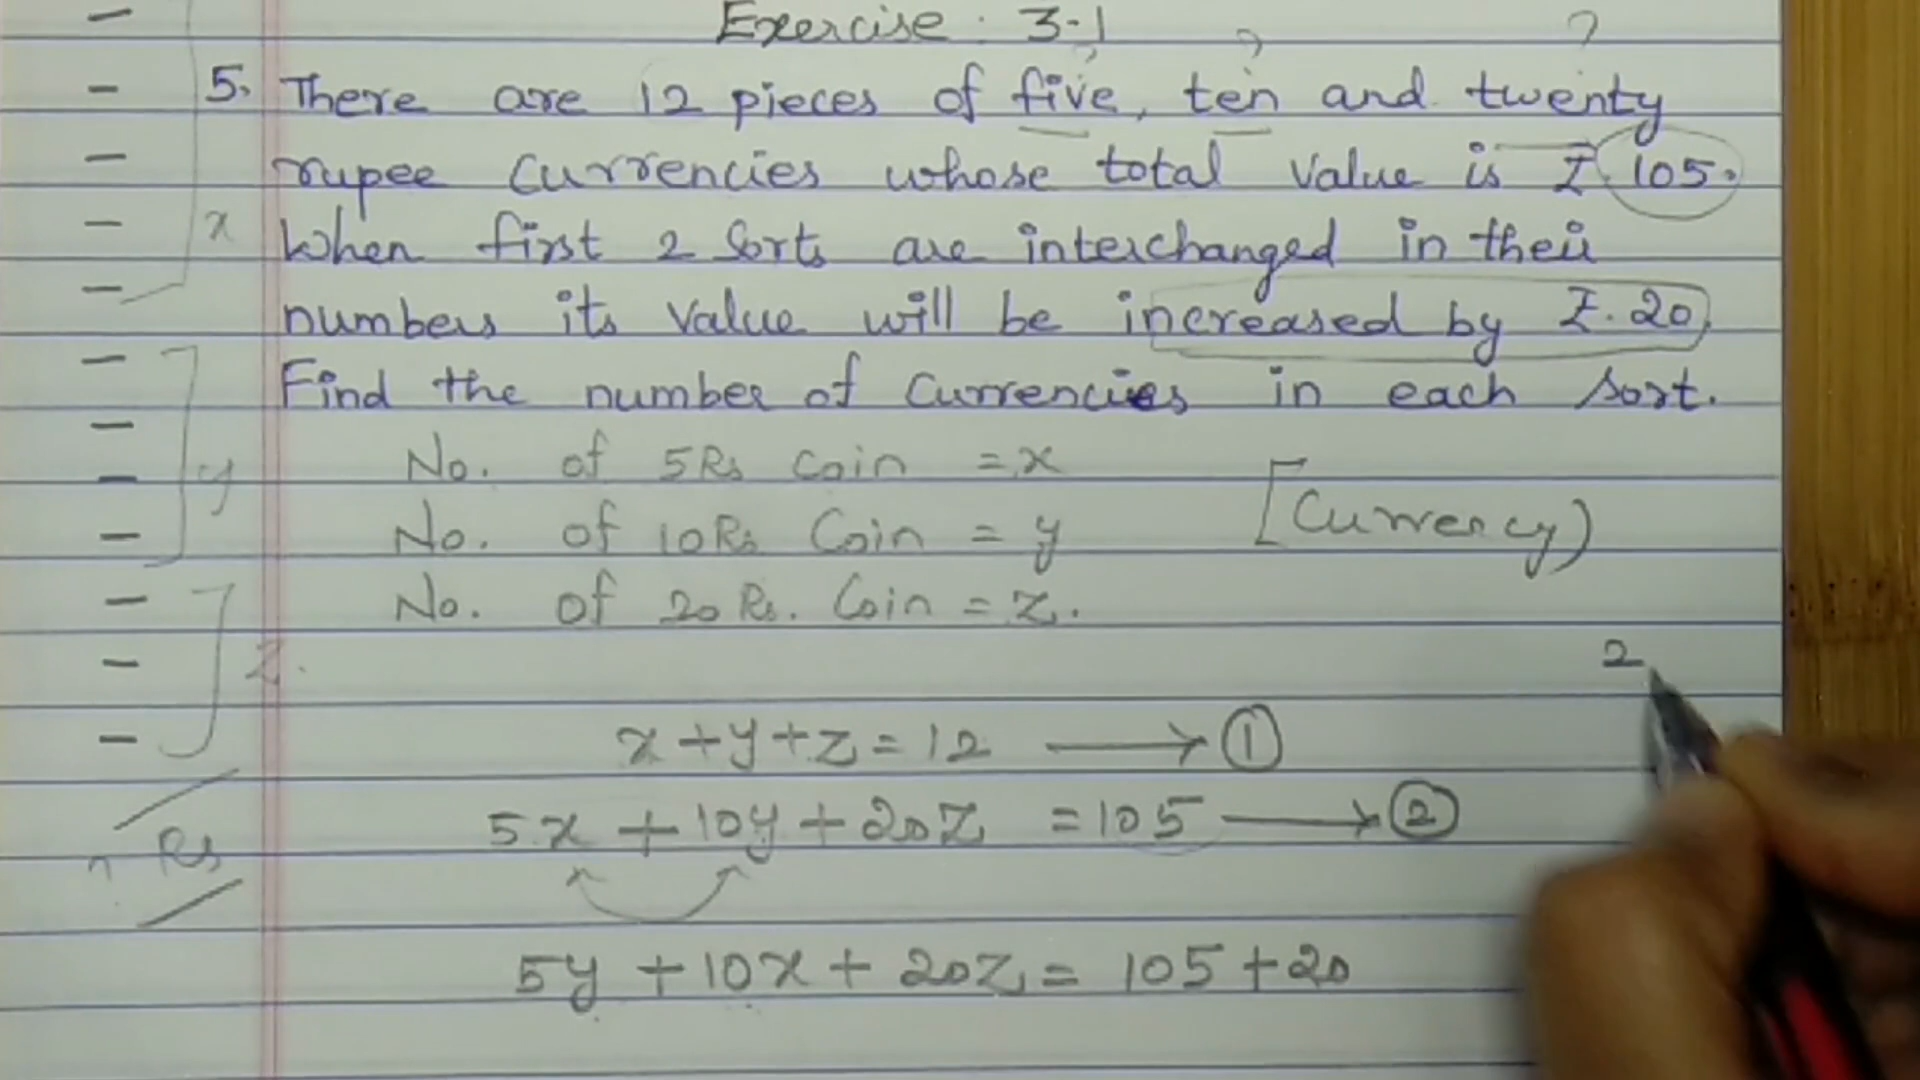 Exercise : 3.1
5. There are 12 pieces of five, ten and twenty
rupee currencies whose total value is ₹ 105.
x When first 2 Sorts are interchanged in their
numbers its value will be increased by ₹. 20.
Find the number of currencies in each sort.
No. of 5Rs Coin = x
y No. of 10Rs Coin = y [Currency)
No. of 20 Rs. Coin = z.
z.
2
x + y + z = 12 ⟶ ①
5x + 10y + 20z = 105 ⟶ ②
Rs
5y + 10x + 20z = 105 + 20